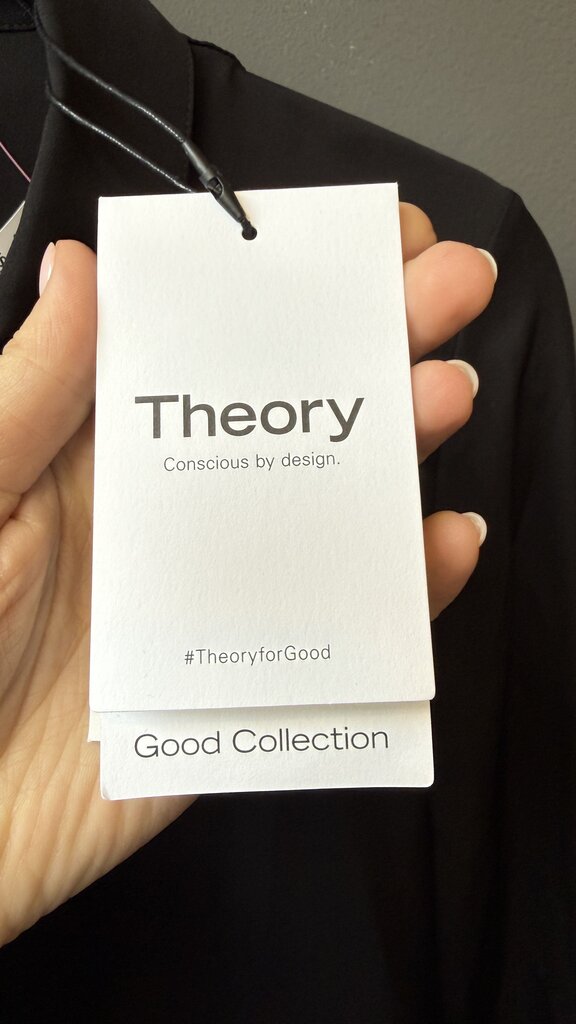 Theory
Conscious by design.
#TheoryforGood
Good Collection